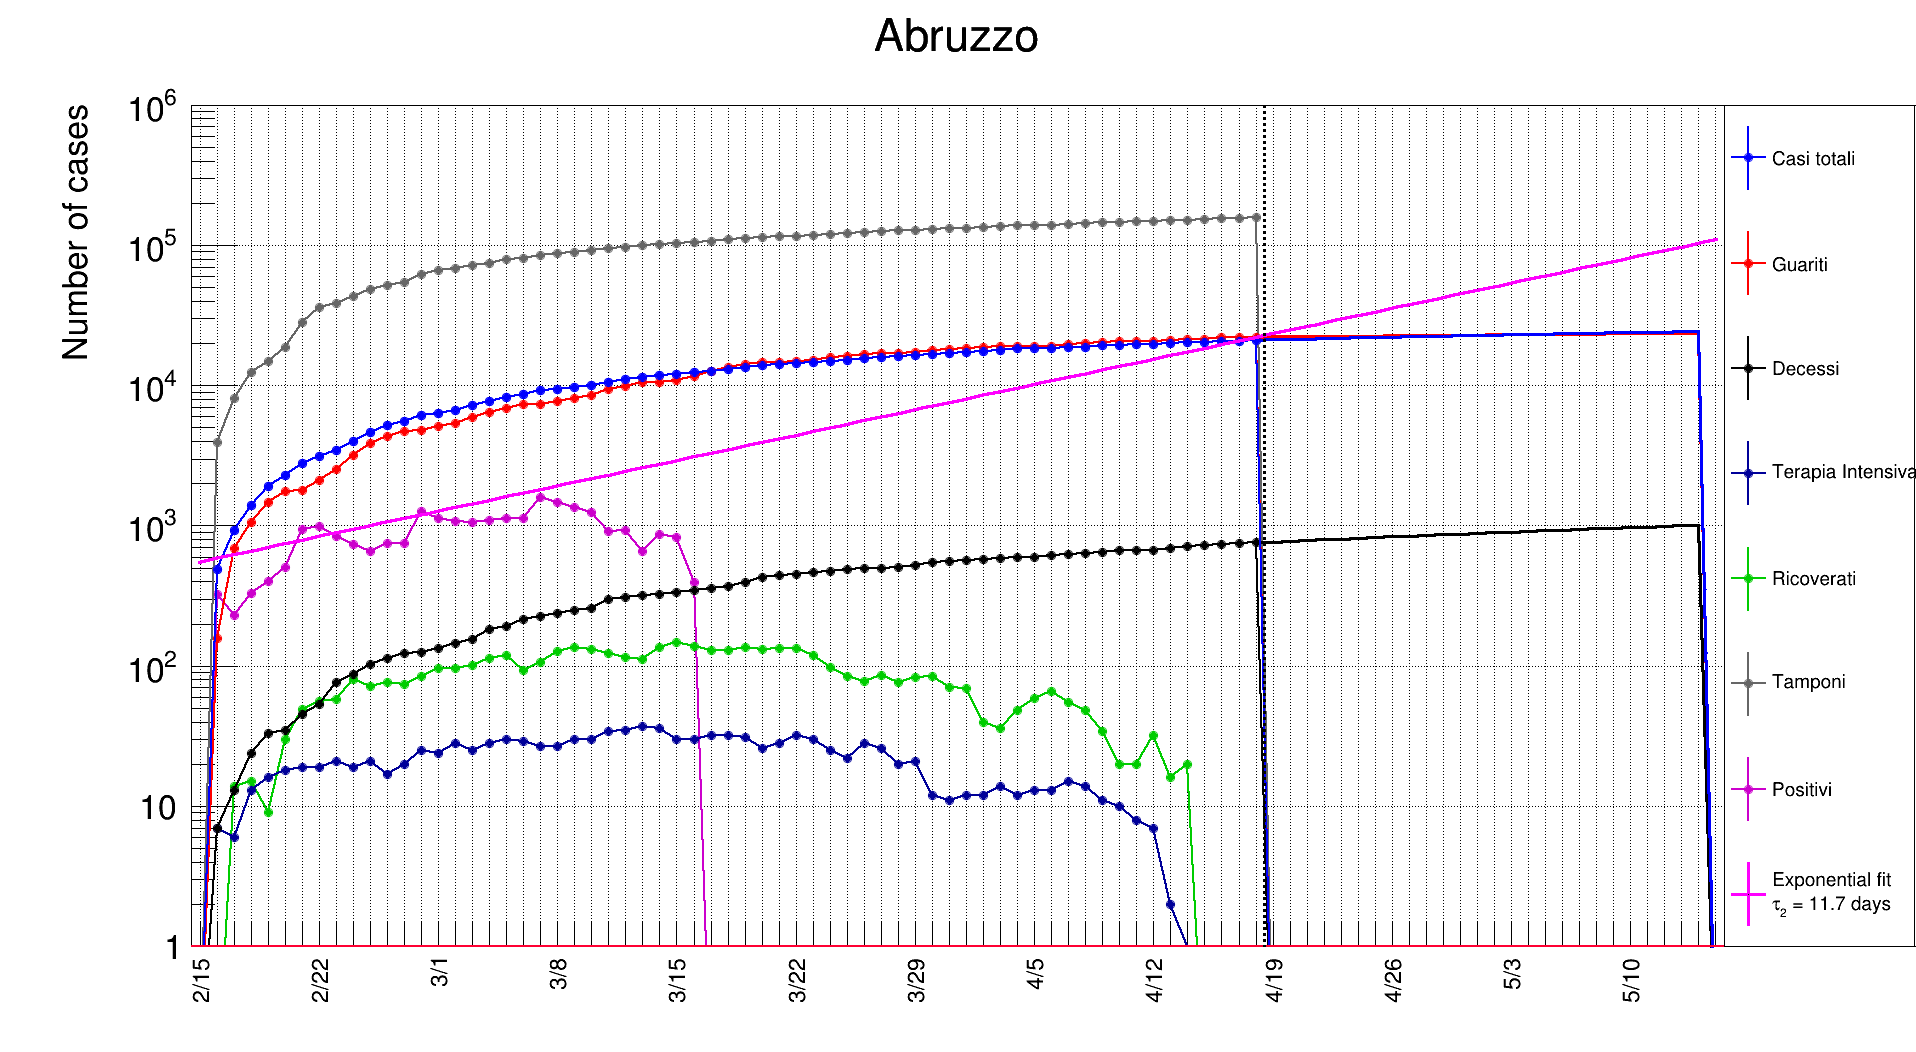 Abruzzo
Number of cases
10^6
10^5
10^4
10^3
10^2
10
1
2/15
2/22
3/1
3/8
3/15
3/22
3/29
4/5
4/12
4/19
4/26
5/3
5/10
Casi totali
Guariti
Decessi
Terapia Intensiva
Ricoverati
Tamponi
Positivi
Exponential fit
τ₂ = 11.7 days